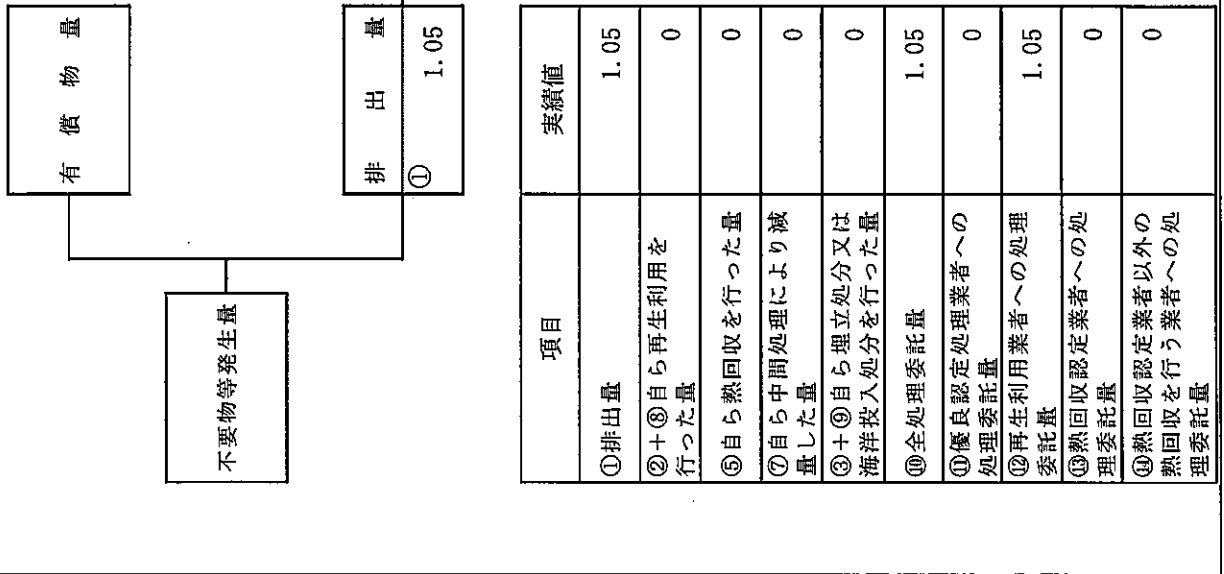 有償物量
不要物等発生量
排出量
①
1.05
項目 実績値
①排出量 1.05
②+⑧自ら再生利用を
行った量 0
⑤自ら熱回収を行った量 0
⑦自ら中間処理により減
量した量 0
③+⑨自ら埋立処分又は
海洋投入処分を行った量 0
⑩全処理委託量 1.05
⑪優良認定処理業者への
処理委託量 0
⑫再生利用業者への処理
委託量 1.05
⑬熱回収認定業者への処
理委託量 0
⑭熱回収認定業者以外の
熱回収を行う業者への処
理委託量 0